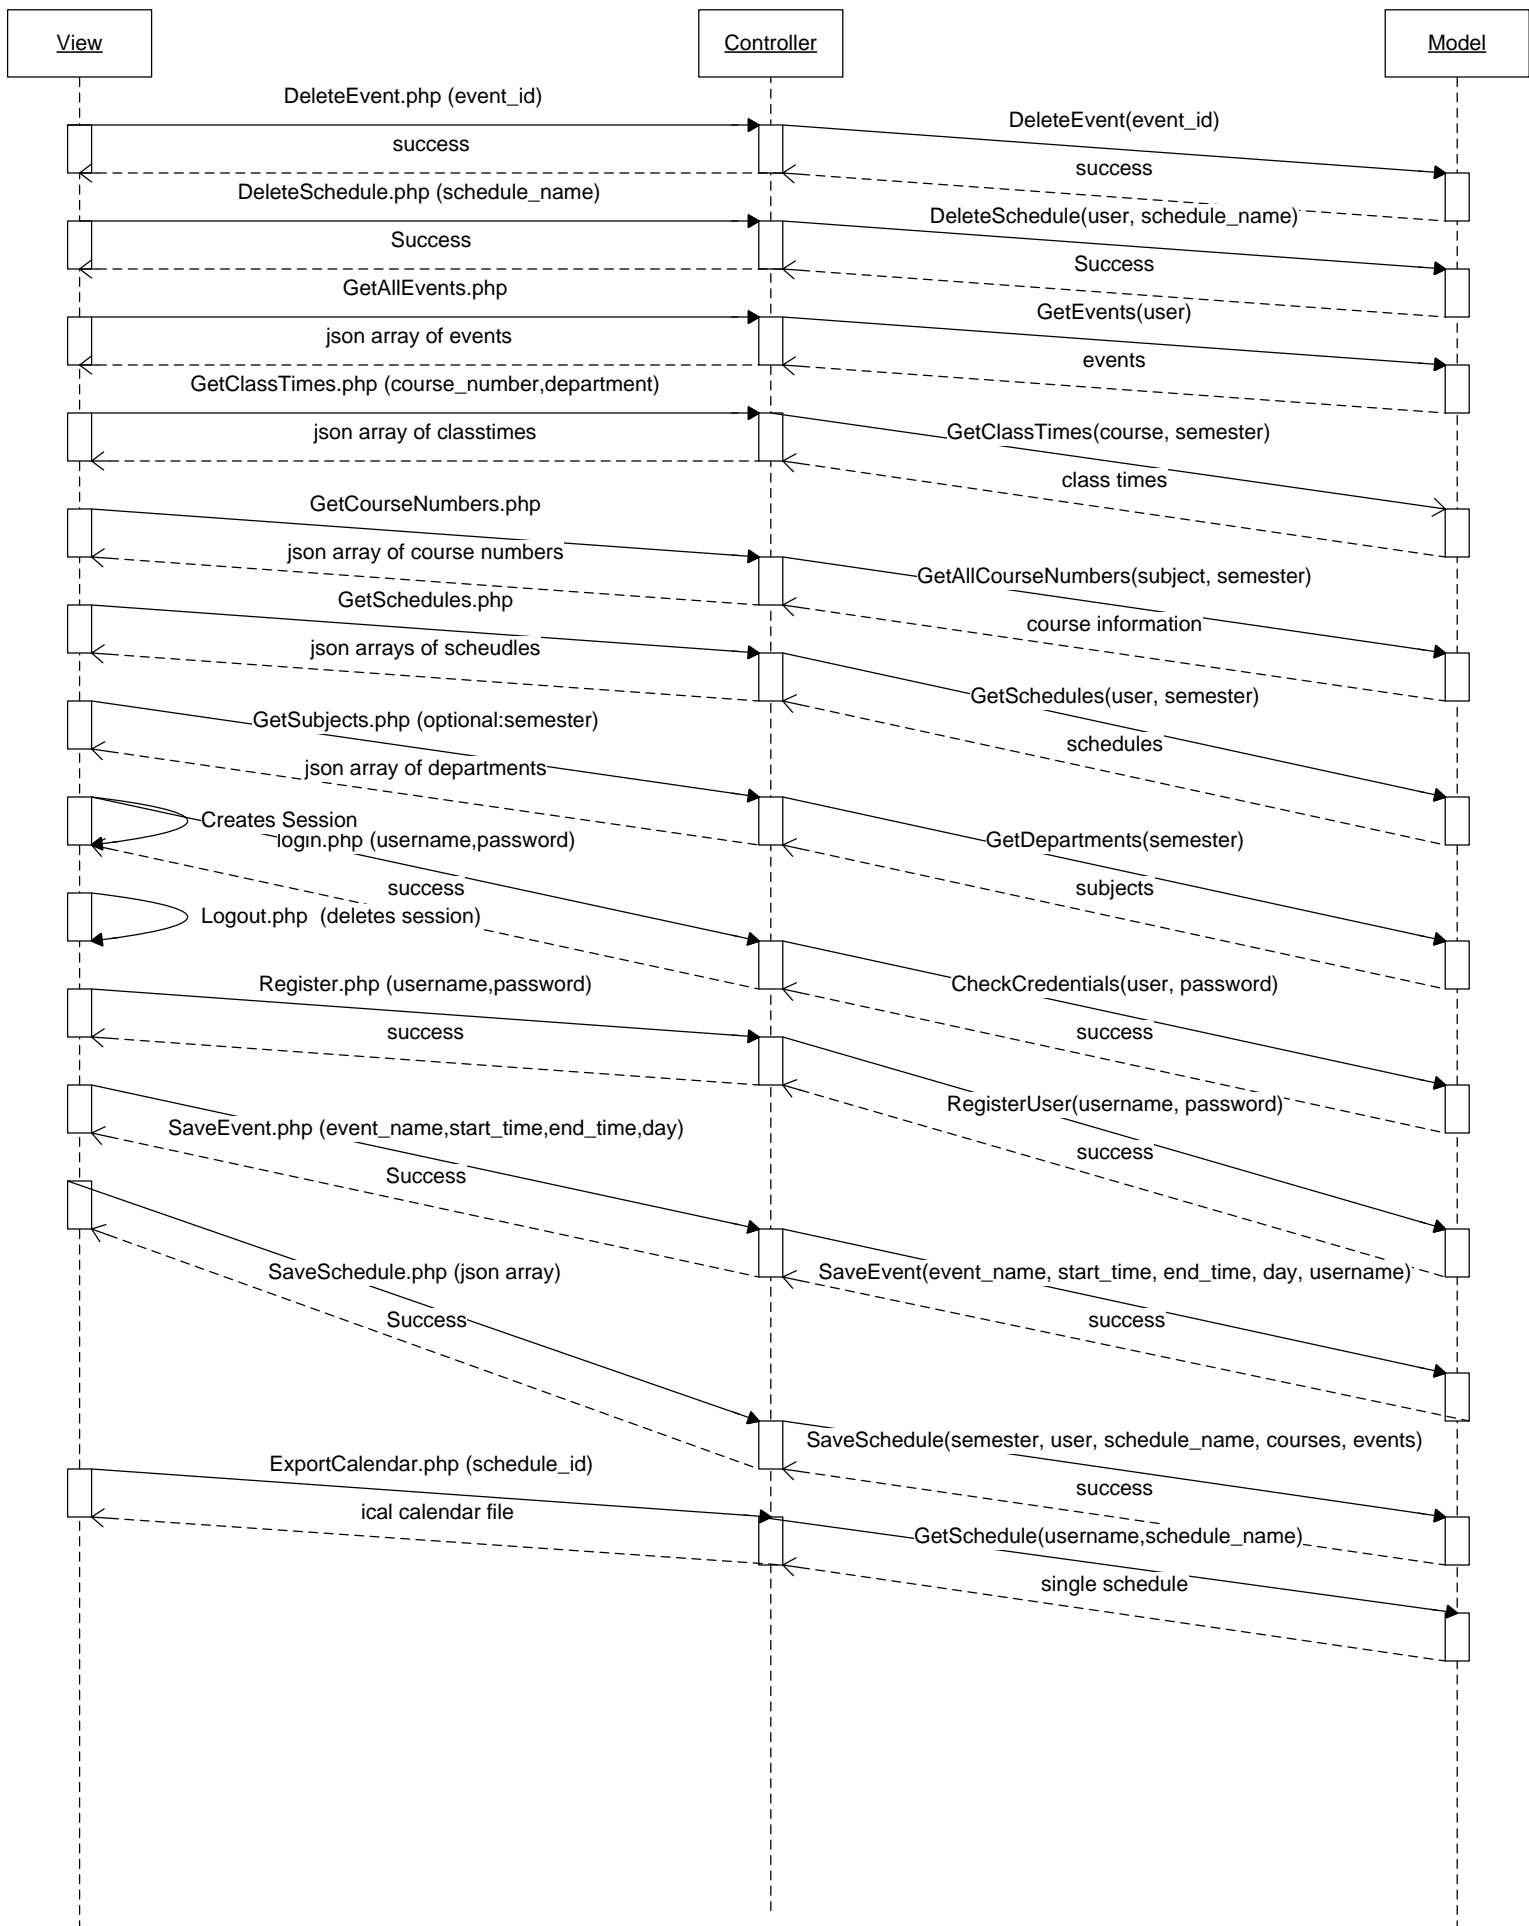 View
Controller
Model
DeleteEvent.php (event_id)
DeleteEvent(event_id)
success
success
DeleteSchedule.php (schedule_name)
DeleteSchedule(user, schedule_name)
Success
Success
GetAllEvents.php
GetEvents(user)
json array of events
events
GetClassTimes.php (course_number,department)
GetClassTimes(course, semester)
json array of classtimes
class times
GetCourseNumbers.php
json array of course numbers
GetAllCourseNumbers(subject, semester)
GetSchedules.php
course information
json arrays of scheudles
GetSchedules(user, semester)
GetSubjects.php (optional:semester)
schedules
json array of departments
Creates Session
login.php (username,password)
GetDepartments(semester)
success
subjects
Logout.php  (deletes session)
Register.php (username,password)
CheckCredentials(user, password)
success
success
RegisterUser(username, password)
SaveEvent.php (event_name,start_time,end_time,day)
success
Success
SaveSchedule.php (json array)
SaveEvent(event_name, start_time, end_time, day, username)
Success
success
SaveSchedule(semester, user, schedule_name, courses, events)
ExportCalendar.php (schedule_id)
success
ical calendar file
GetSchedule(username,schedule_name)
single schedule